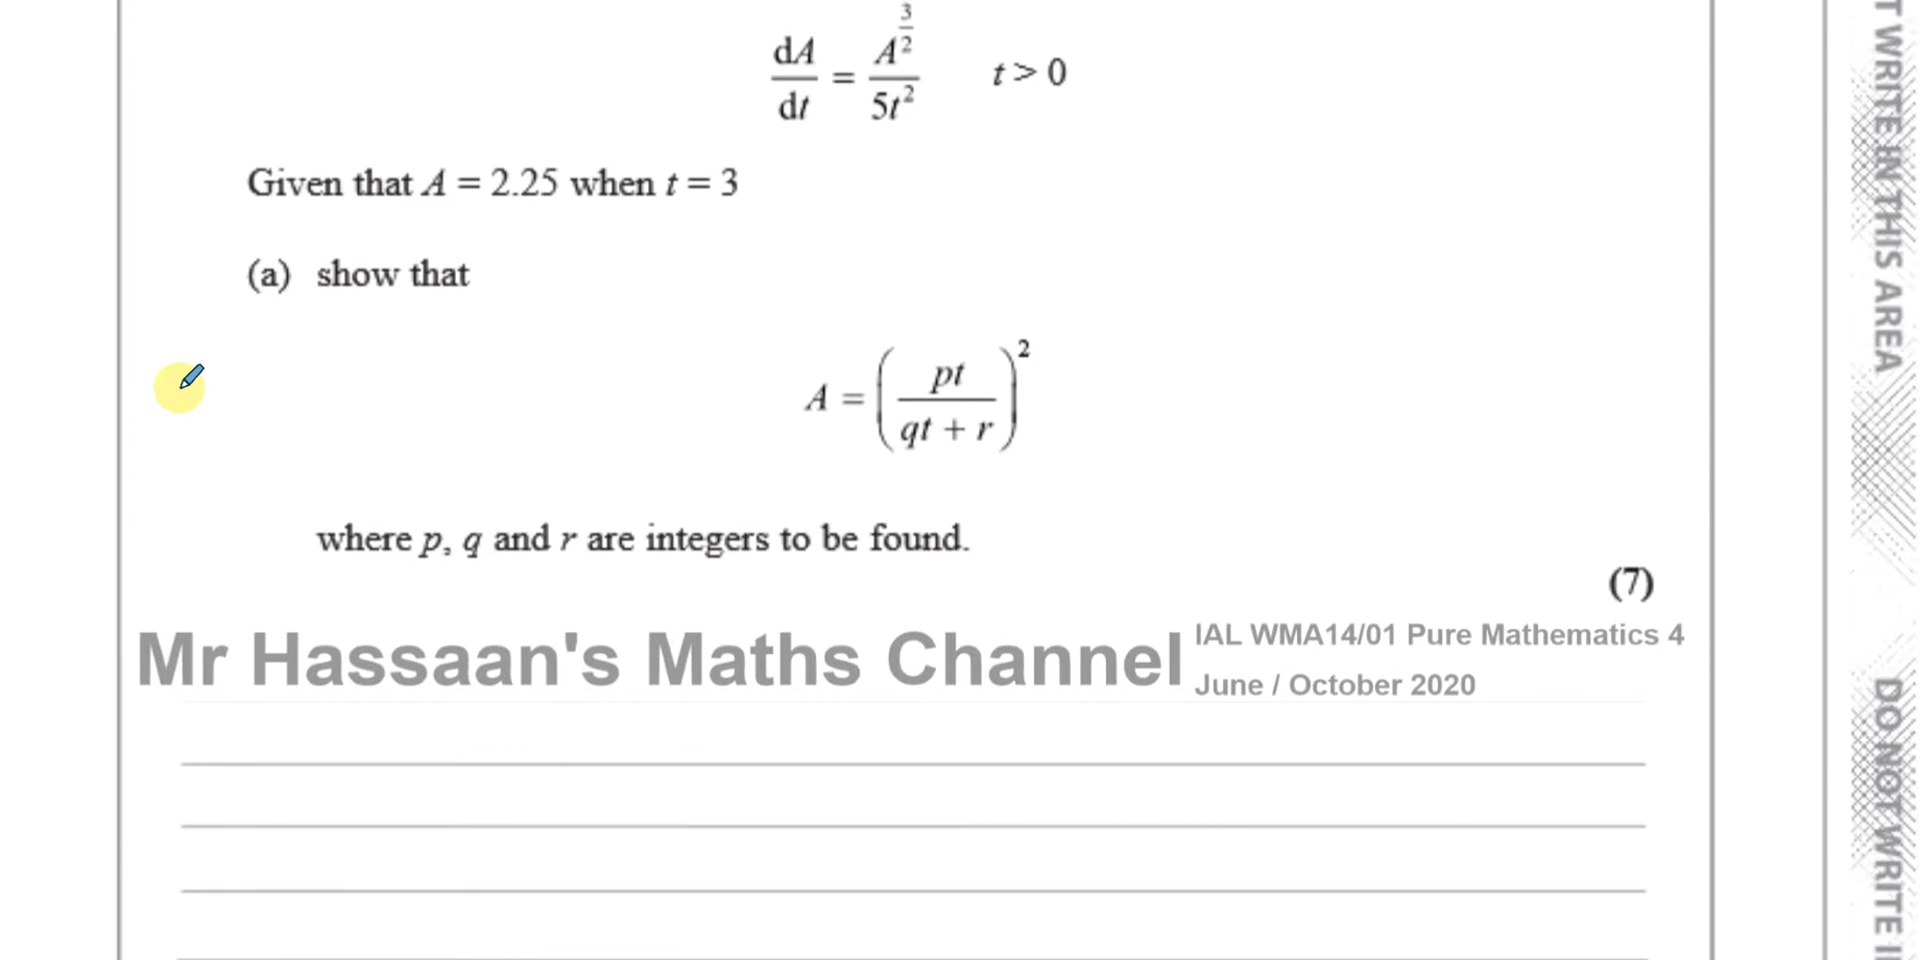 dA/dt = A^(3/2)/5t² t > 0
Given that A = 2.25 when t = 3
(a) show that
A = (pt/(qt + r))²
where p, q and r are integers to be found.
(7)
Mr Hassaan's Maths Channel
IAL WMA14/01 Pure Mathematics 4
June / October 2020
T WRITE IN THIS AREA
DO NOT WRITE I